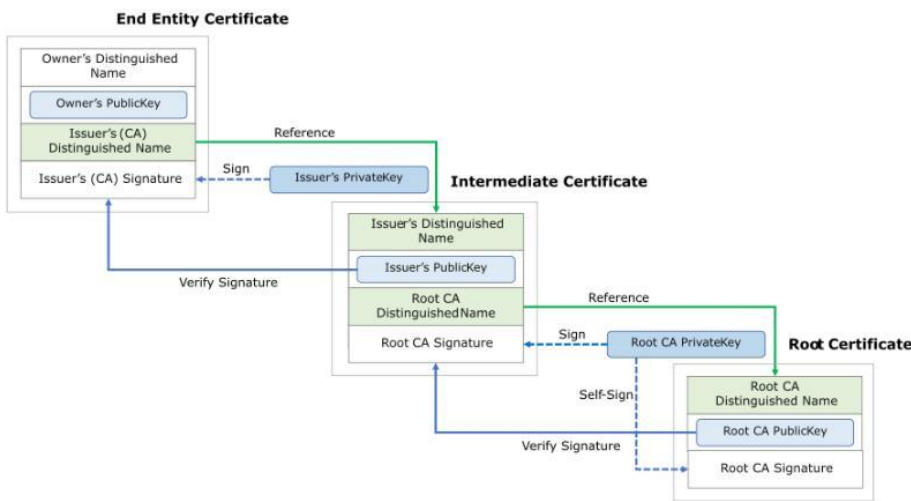 End Entity Certificate
Owner's Distinguished
Name
Owner's PublicKey
Issuer's (CA)
Distinguished Name
Issuer's (CA) Signature
Reference
Sign
Issuer's PrivateKey
Intermediate Certificate
Issuer's Distinguished
Name
Issuer's PublicKey
Verify Signature
Root CA
DistinguishedName
Root CA Signature
Reference
Sign
Root CA PrivateKey
Root Certificate
Self-Sign
Root CA
Distinguished Name
Root CA PublicKey
Verify Signature
Root CA Signature